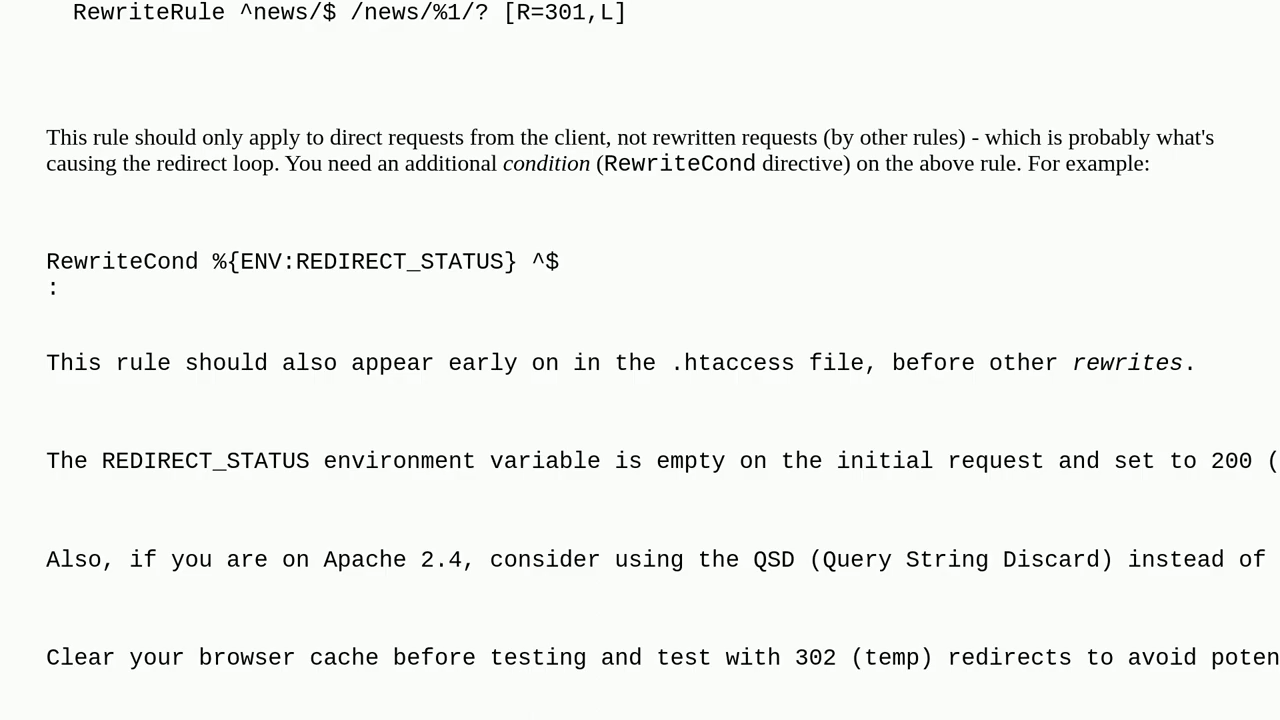 RewriteRule ^news/$ /news/%1/? [R=301,L]
This rule should only apply to direct requests from the client, not rewritten requests (by other rules) - which is probably what's
causing the redirect loop. You need an additional condition (RewriteCond directive) on the above rule. For example:
RewriteCond %{ENV:REDIRECT_STATUS} ^$
:
This rule should also appear early on in the .htaccess file, before other rewrites.
The REDIRECT_STATUS environment variable is empty on the initial request and set to 200 (
Also, if you are on Apache 2.4, consider using the QSD (Query String Discard) instead of
Clear your browser cache before testing and test with 302 (temp) redirects to avoid poten